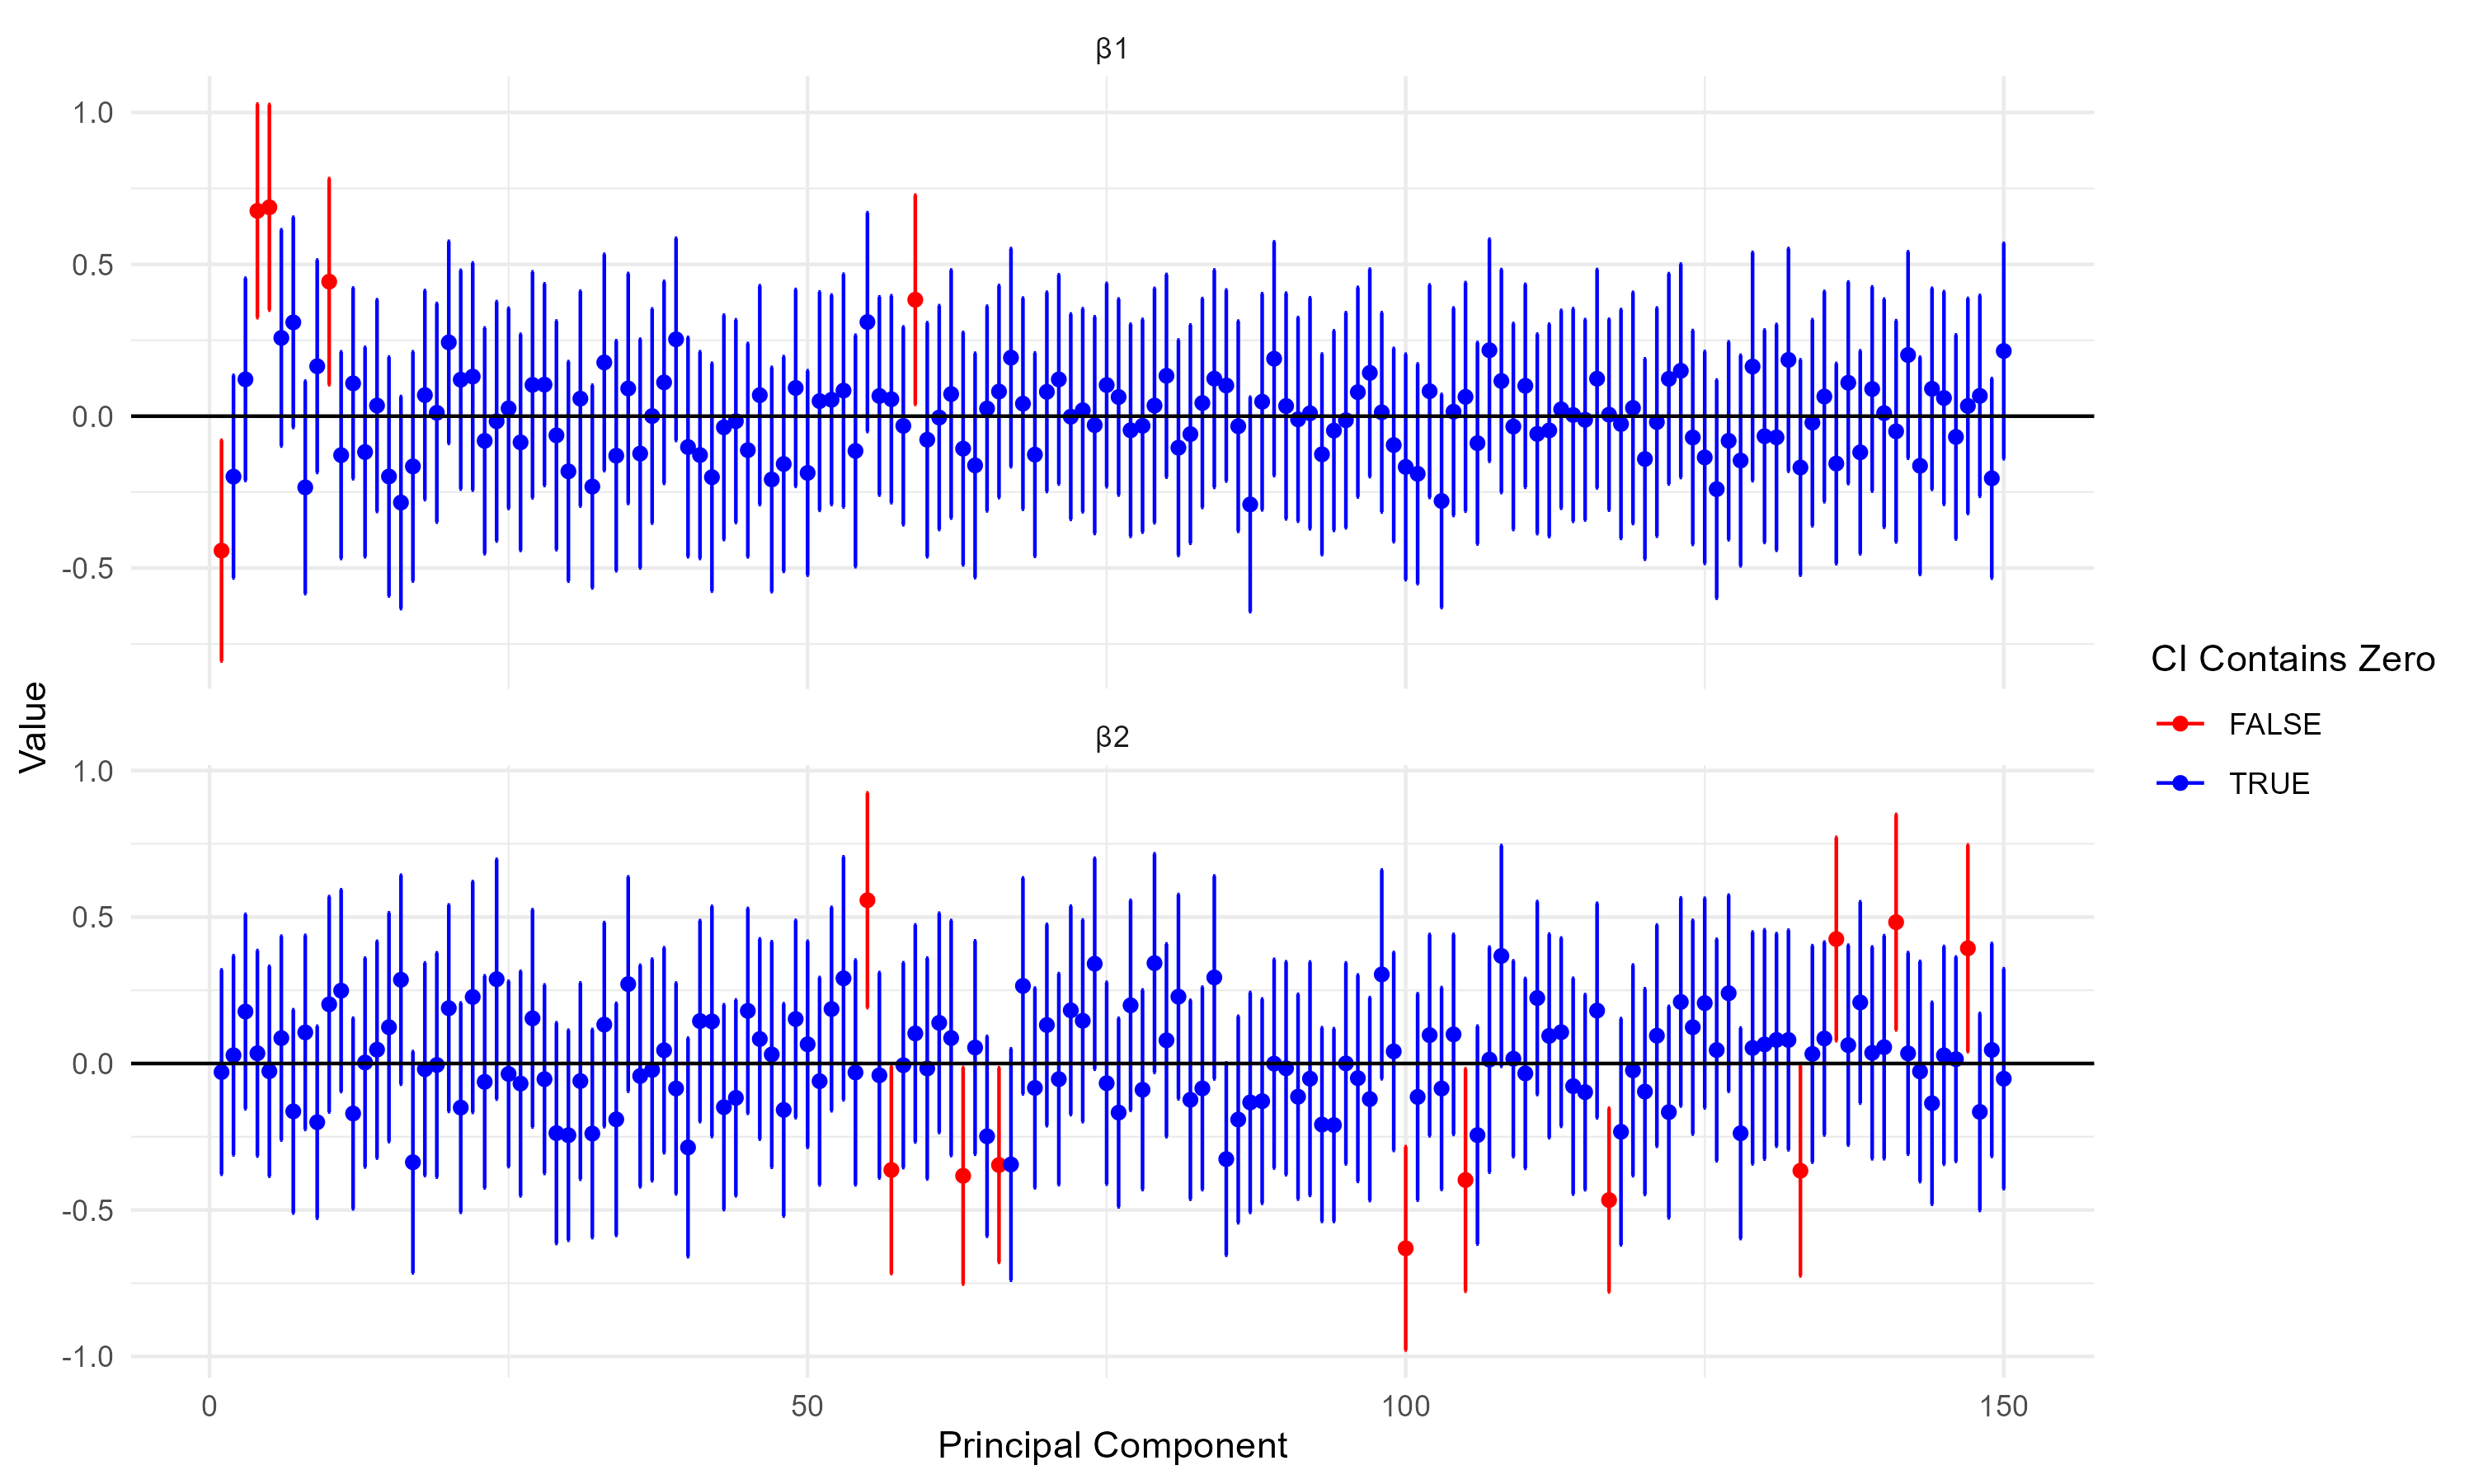 β1
1.0
0.5
0.0
-0.5
Value
β2
1.0
0.5
0.0
-0.5
-1.0
0 50 100 150
Principal Component
CI Contains Zero
FALSE
TRUE